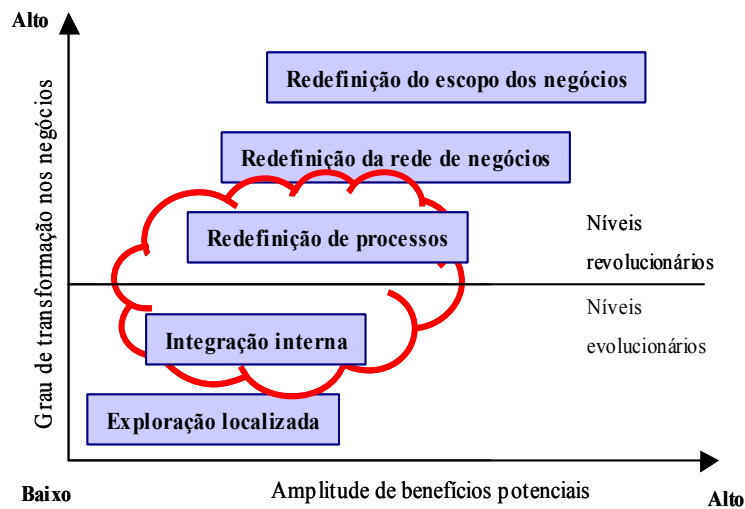 Alto
Redefinição do escopo dos negócios
Redefinição da rede de negócios
Redefinição de processos
Níveis
revolucionários
Grau de transformação nos negócios
Níveis
evolucionários
Integração interna
Exploração localizada
Baixo
Amplitude de benefícios potenciais
Alto